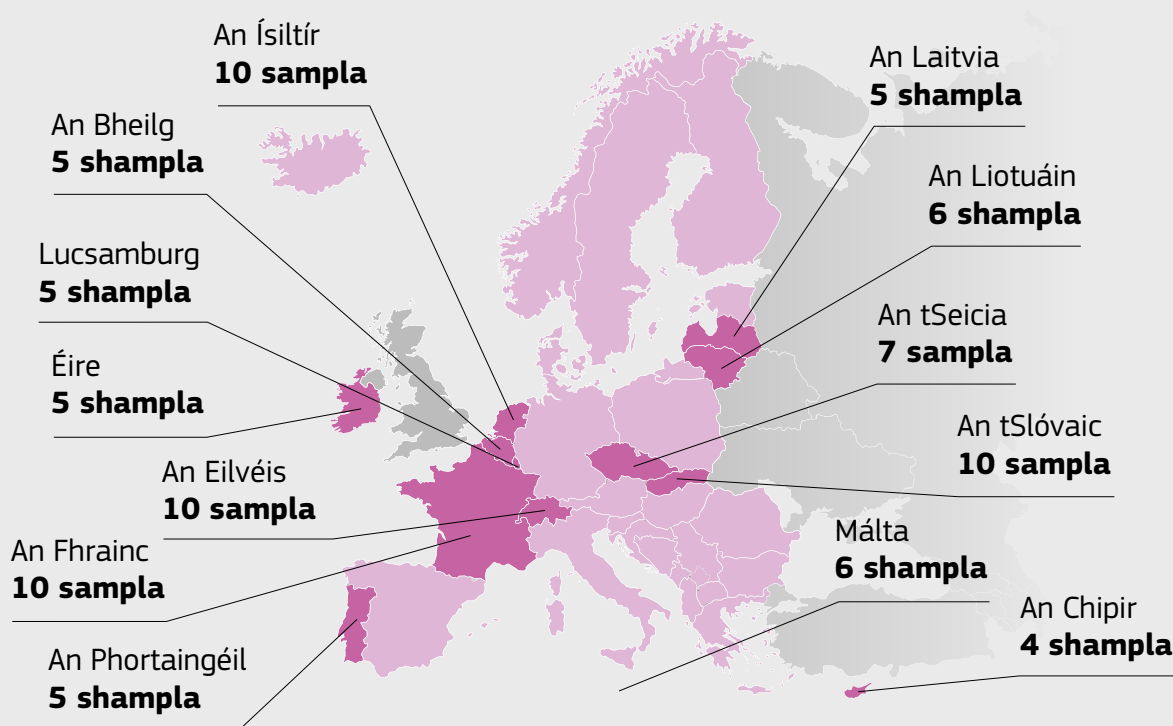 An Ísiltír
10 sampla
An Bheilg
5 shampla
Lucsamburg
5 shampla
Éire
5 shampla
An Eilvéis
10 sampla
An Fhrainc
10 sampla
An Phortaingéil
5 shampla
An Laitvia
5 shampla
An Liotuáin
6 shampla
An tSeicia
7 sampla
An tSlóvaic
10 sampla
Málta
6 shampla
An Chipir
4 shampla